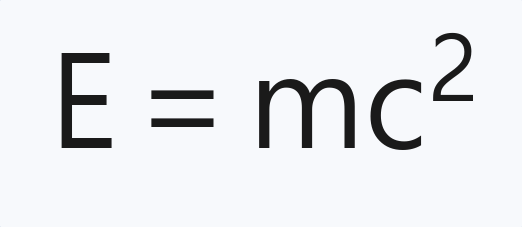 E = mc²